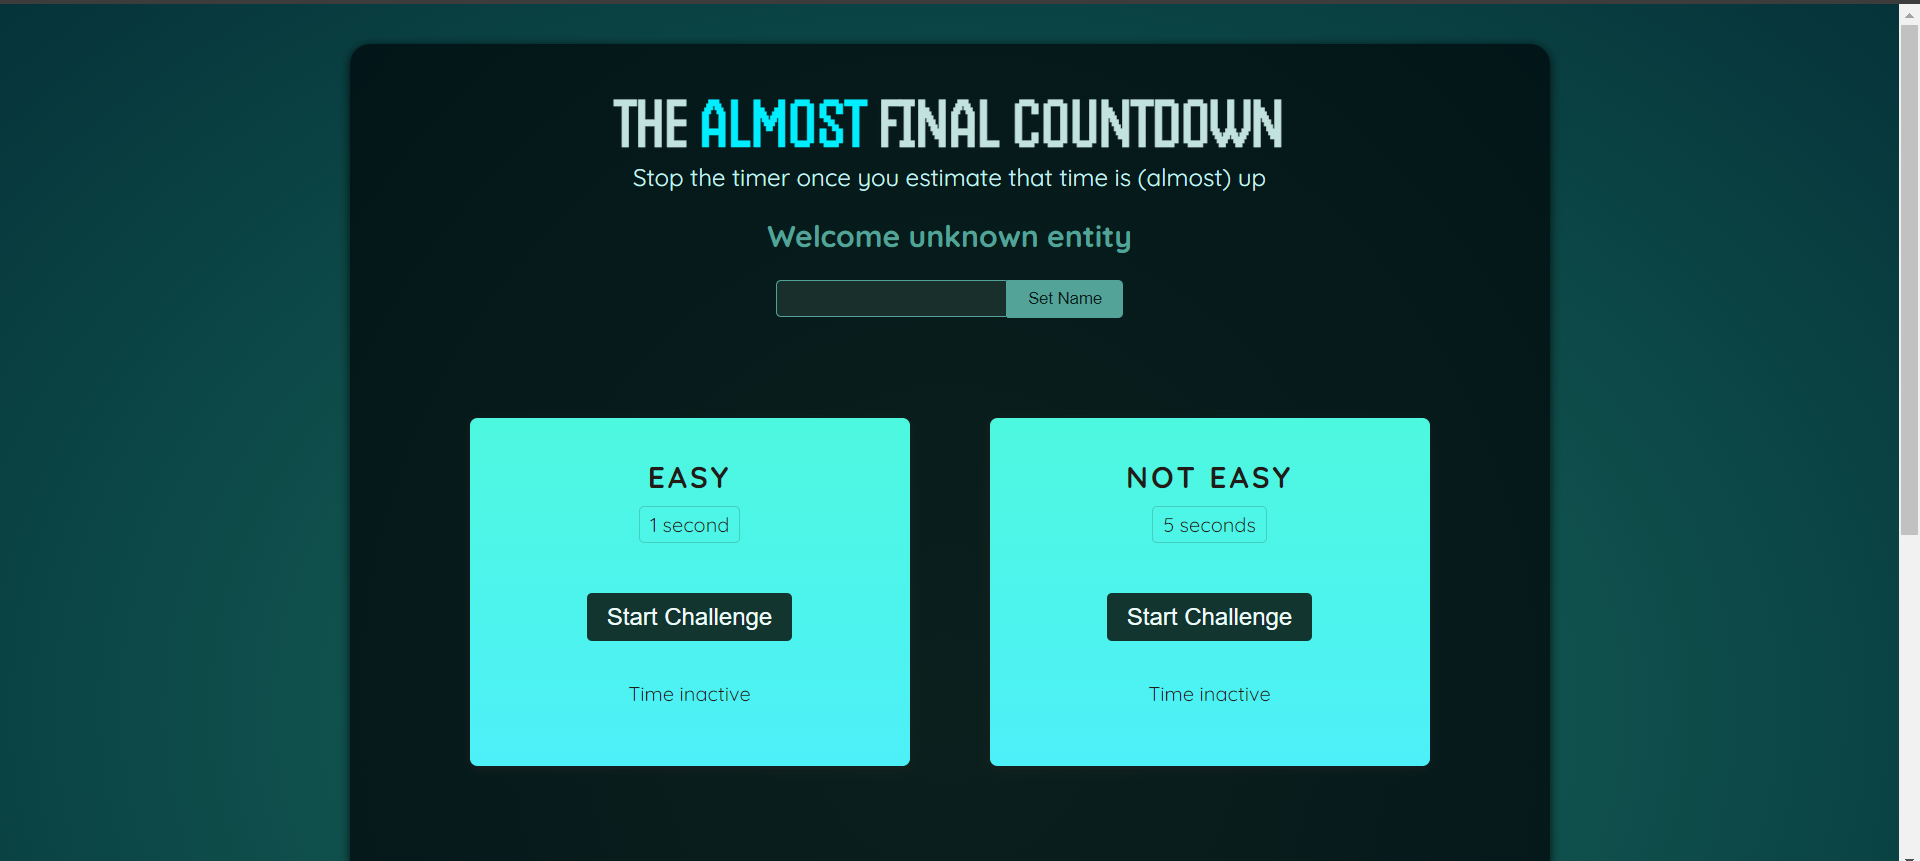 THE ALMOST FINAL COUNTDOWN
Stop the timer once you estimate that time is (almost) up
Welcome unknown entity
Set Name
EASY
1 second
Start Challenge
Time inactive
NOT EASY
5 seconds
Start Challenge
Time inactive